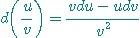 d(u/v) = (vdu - udv)/v²